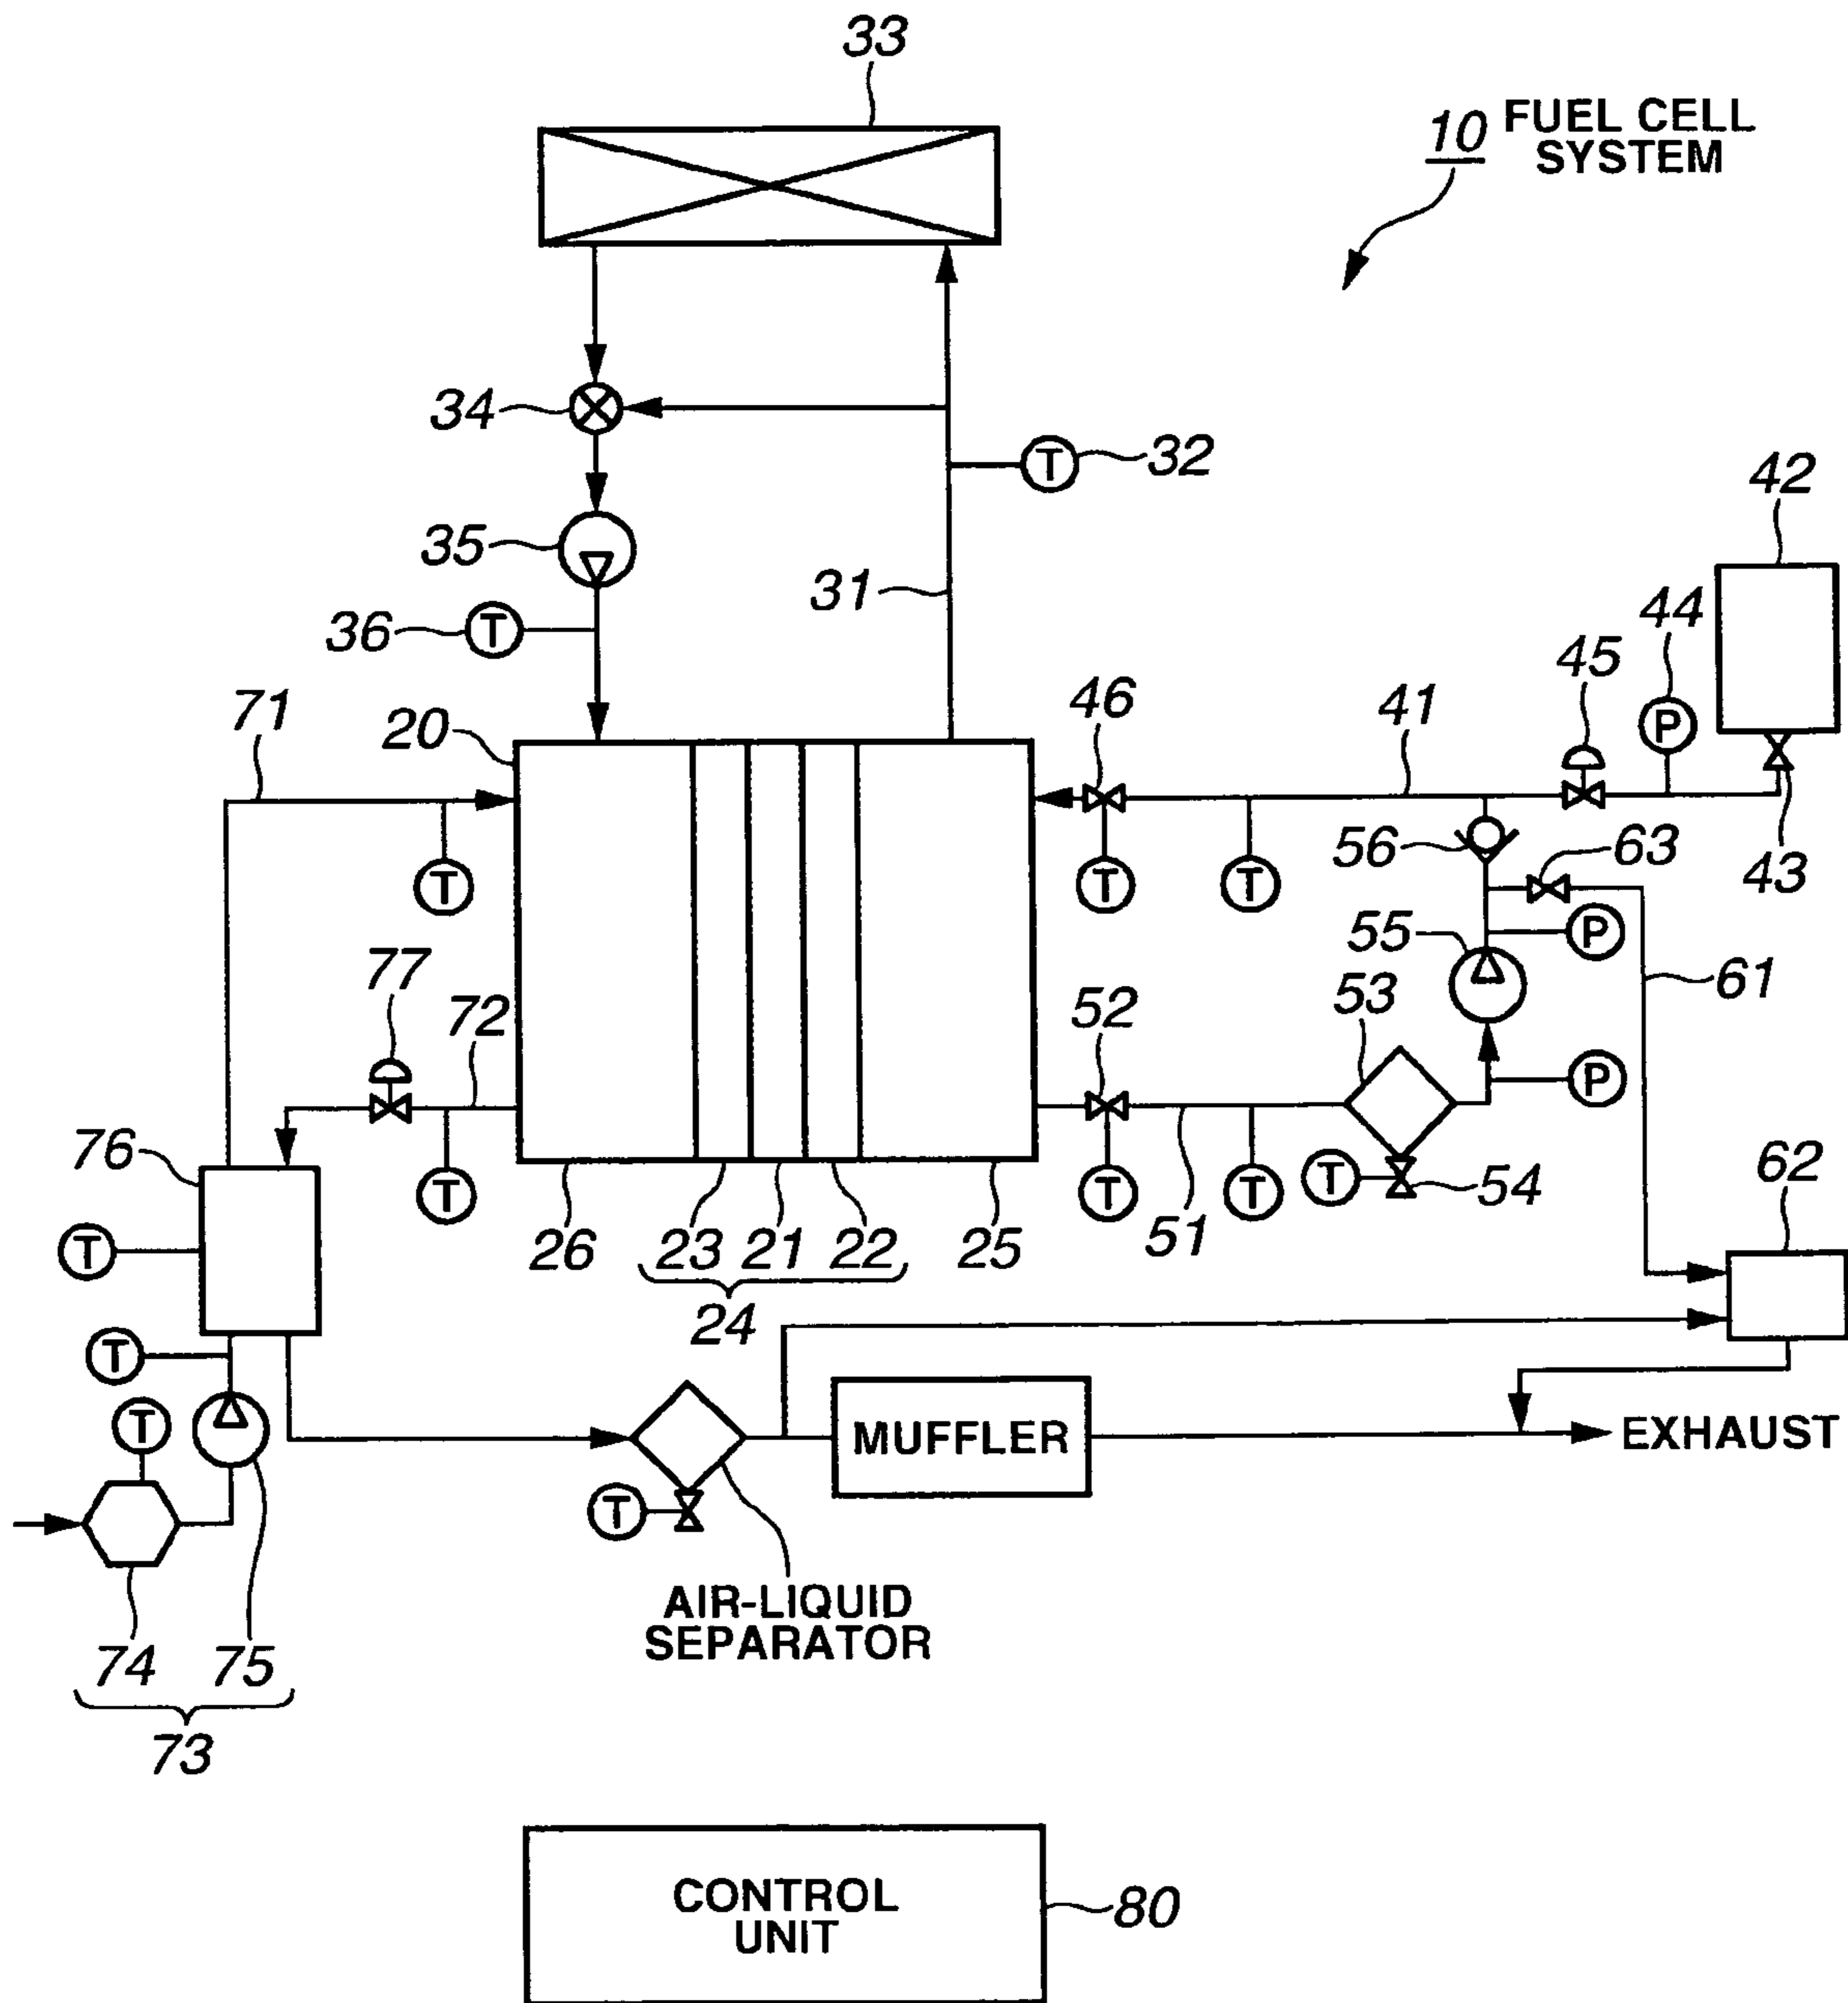 33
10 FUEL CELL
SYSTEM
34
T 32
42
35
31
44
36 T
45
46
71
20
41
P
56
63
43
T
T
T
55
P
77
53
61
72
52
P
76
T
T
T
T
54
62
T
26 23 21 22 25
51
24
T
T
MUFFLER
EXHAUST
T
AIR-LIQUID
SEPARATOR
74 75
73
CONTROL
UNIT
80